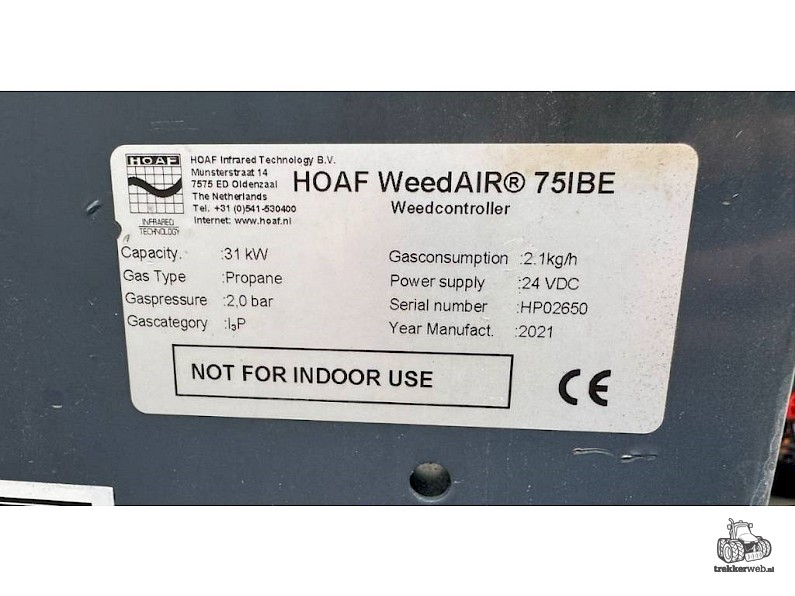 HOAF
INFRARED
TECHNOLOGY
HOAF Infrared Technology B.V.
Munsterstraat 14
7575 ED Oldenzaal
The Netherlands
Tel. +31 (0)541-530400
Internet: www.hoaf.nl
HOAF WeedAIR® 75IBE
Weedcontroller
Capacity. :31 kW
Gas Type :Propane
Gaspressure :2,0 bar
Gascategory :I₃P
Gasconsumption :2.1kg/h
Power supply :24 VDC
Serial number :HP02650
Year Manufact. :2021
NOT FOR INDOOR USE
CE
trekkerweb.nl